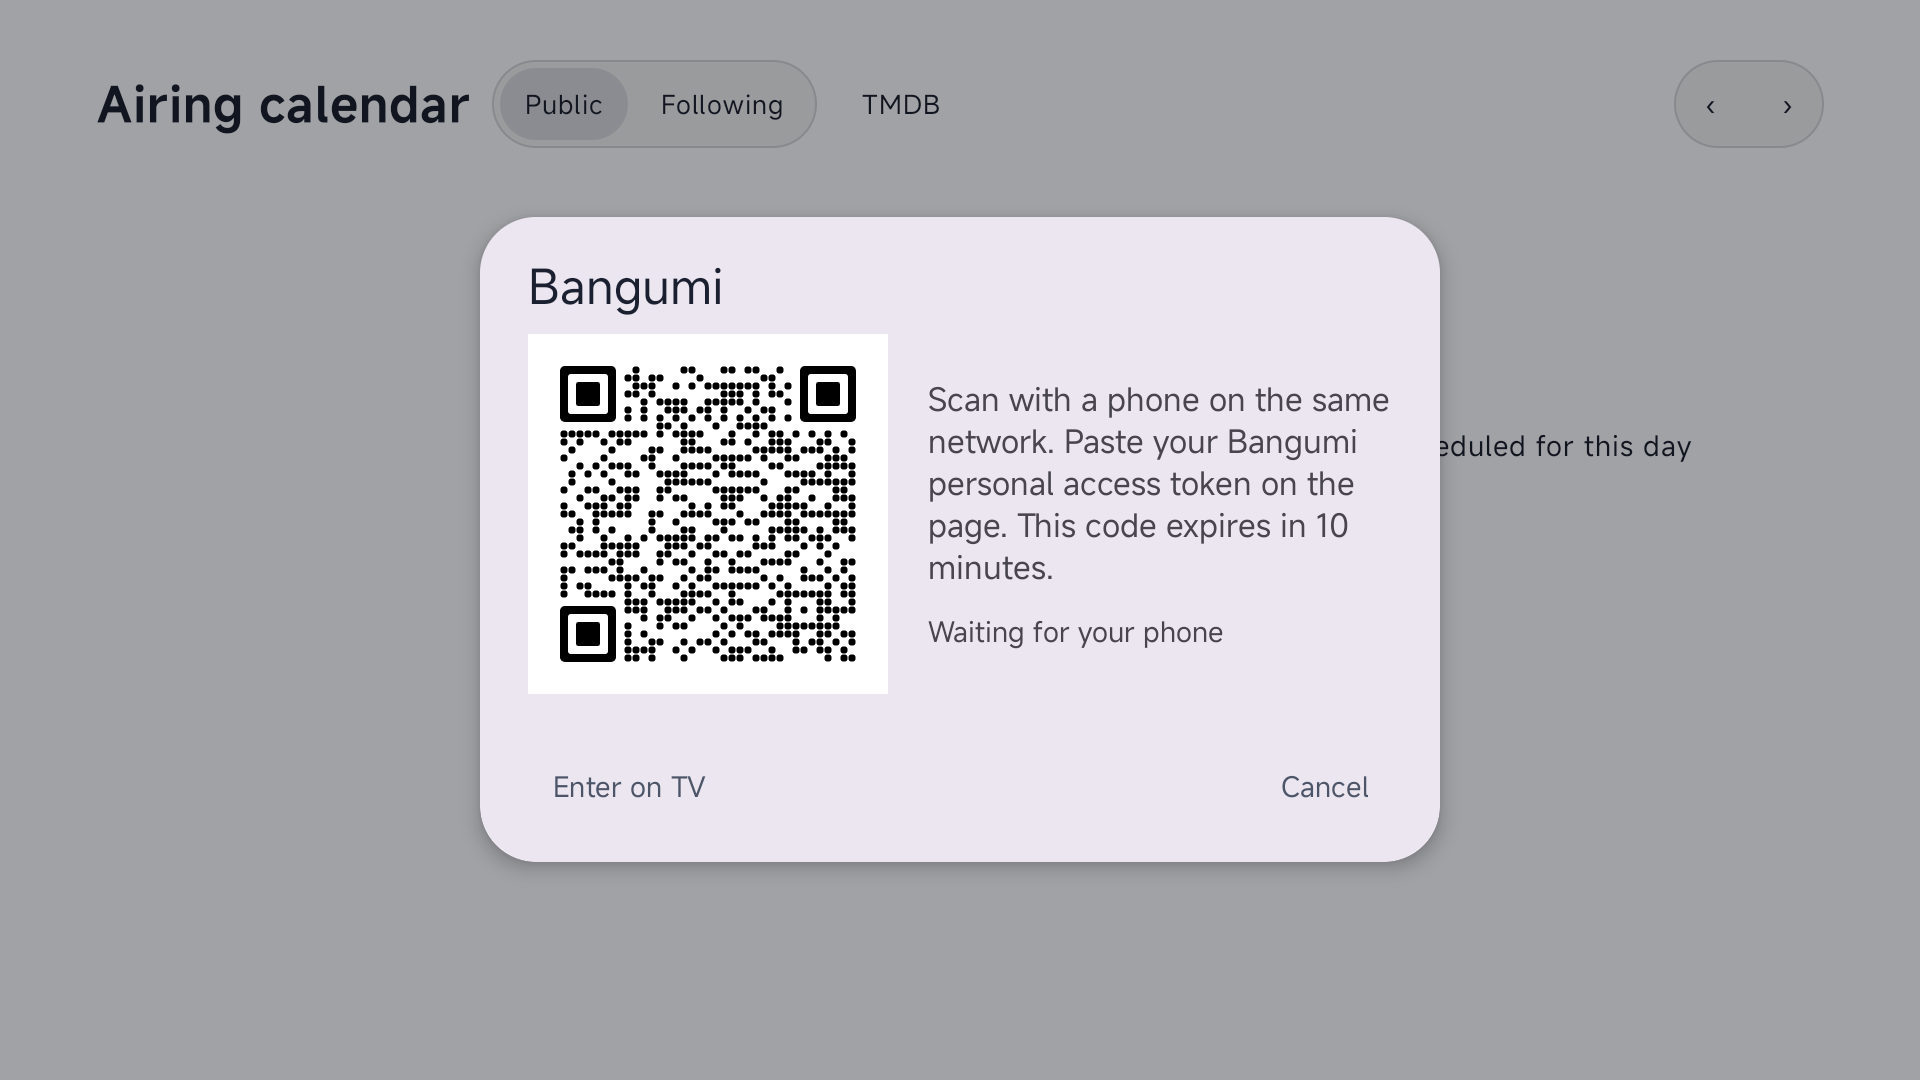 Airing calendar
Public
Following
TMDB
‹
›
Bangumi
Scan with a phone on the same
network. Paste your Bangumi
personal access token on the
page. This code expires in 10
minutes.
Waiting for your phone
for this day
Enter on TV
Cancel